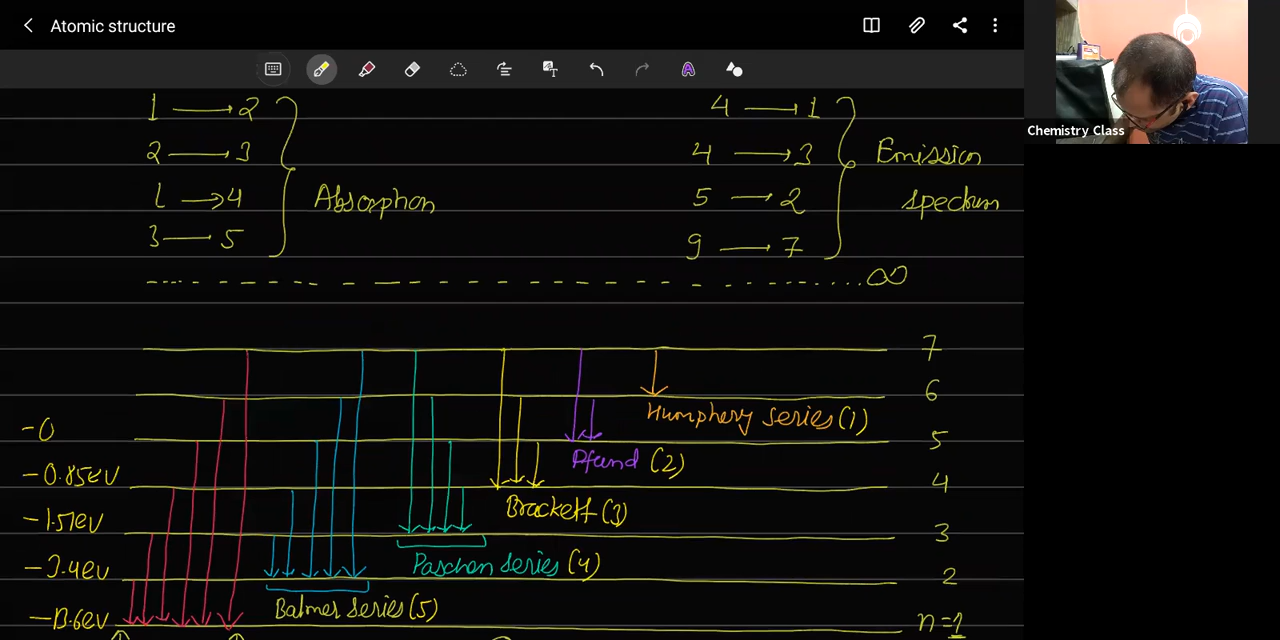 Atomic structure
Chemistry Class
1 → 2
2 → 3
1 → 4
3 — 5
Absorption
4 → 1
4 → 3
5 → 2
9 → 7
Emission
spectrum
∞
7
6
Humphery series (1)
-0
5
Pfund (2)
-0.85eV
4
Brackett (3)
-1.51eV
3
Paschen series (4)
-3.4eV
2
Balmer series (5)
-13.6eV
n=1